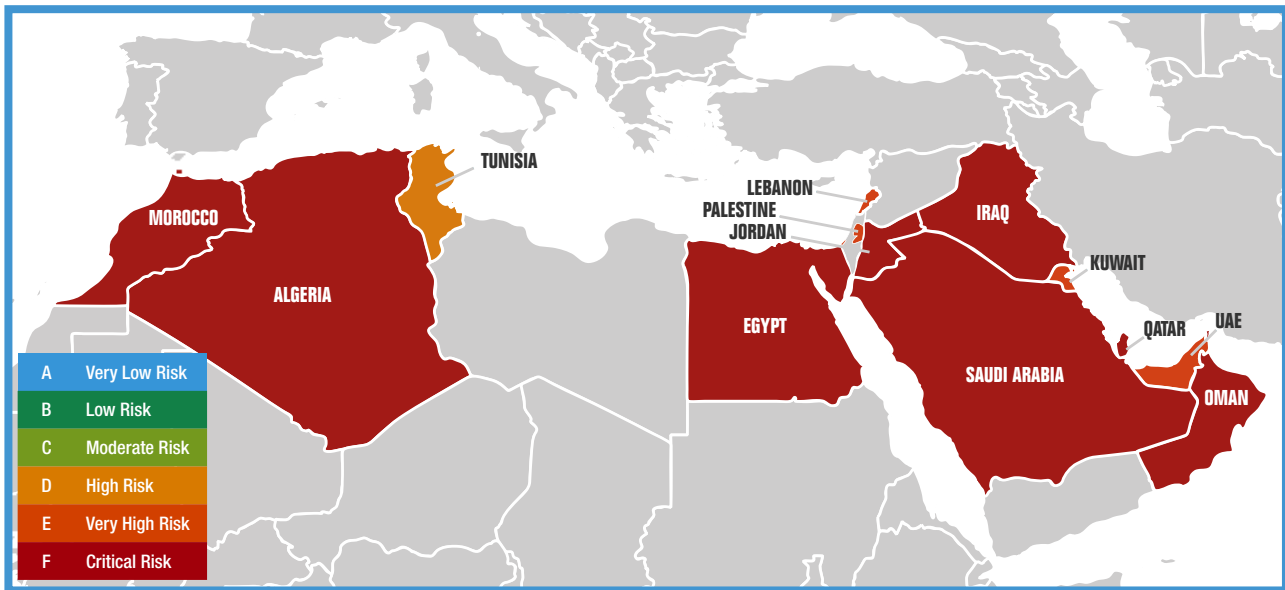 TUNISIA
LEBANON
MOROCCO
PALESTINE
IRAQ
JORDAN
KUWAIT
ALGERIA
EGYPT
QATAR
UAE
SAUDI ARABIA
OMAN
A Very Low Risk
B Low Risk
C Moderate Risk
D High Risk
E Very High Risk
F Critical Risk